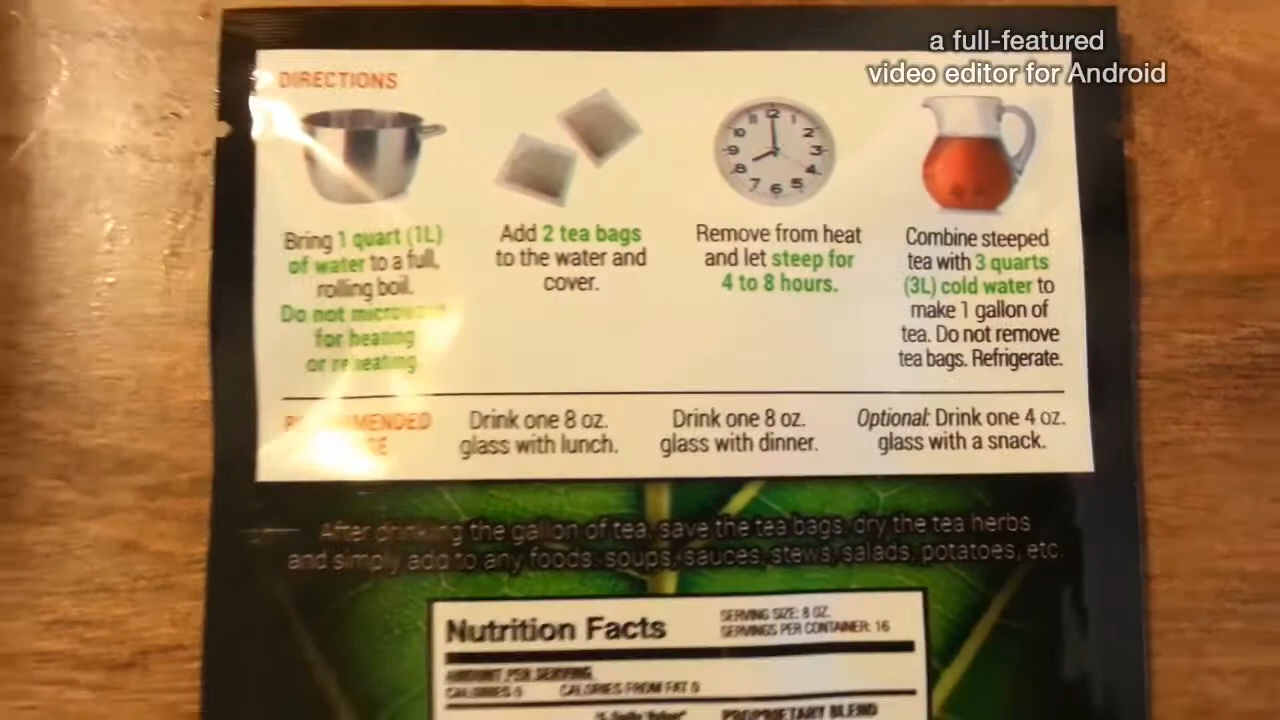 a full-featured
video editor for Android
DIRECTIONS
Bring 1 quart (1L)
of water to a full,
rolling boil.
Do not microwave
for heating
or reheating.
Add 2 tea bags
to the water and
cover.
Remove from heat
and let steep for
4 to 8 hours.
Combine steeped
tea with 3 quarts
(3L) cold water to
make 1 gallon of
tea. Do not remove
tea bags. Refrigerate.
RECOMMENDED
Drink one 8 oz.
glass with lunch.
Drink one 8 oz.
glass with dinner.
Optional: Drink one 4 oz.
glass with a snack.
After drinking the gallon of tea, save the tea bags, dry the tea herbs
and simply add to any foods: soups, sauces, stews, salads, potatoes, etc.
Nutrition Facts
SERVING SIZE: 8 OZ.
SERVINGS PER CONTAINER: 16
AMOUNT PER SERVING
CALORIES 0 CALORIES FROM FAT 0
% Daily Value*
PROPRIETARY BLEND